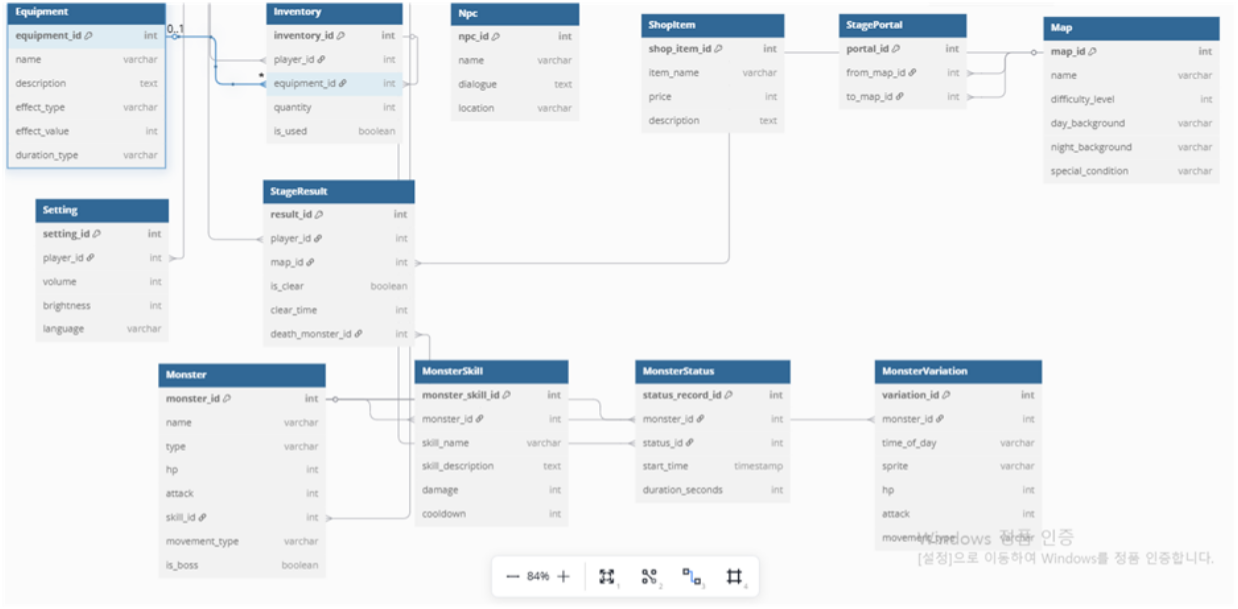 Equipment
equipment_id int
name varchar
description text
effect_type varchar
effect_value int
duration_type varchar
0..1
*
Inventory
inventory_id int
player_id int
equipment_id int
quantity int
is_used boolean
Npc
npc_id int
name varchar
dialogue text
location varchar
ShopItem
shop_item_id int
item_name varchar
price int
description text
StagePortal
portal_id int
from_map_id int
to_map_id int
Map
map_id int
name varchar
difficulty_level int
day_background varchar
night_background varchar
special_condition varchar
Setting
setting_id int
player_id int
volume int
brightness int
language varchar
StageResult
result_id int
player_id int
map_id int
is_clear boolean
clear_time int
death_monster_id int
Monster
monster_id int
name varchar
type varchar
hp int
attack int
skill_id int
movement_type varchar
is_boss boolean
MonsterSkill
monster_skill_id int
monster_id int
skill_name varchar
skill_description text
damage int
cooldown int
MonsterStatus
status_record_id int
monster_id int
status_id int
start_time timestamp
duration_seconds int
MonsterVariation
variation_id int
monster_id int
time_of_day varchar
sprite varchar
hp int
attack int
movement_type varchar
Windows 정품 인증
[설정]으로 이동하여 Windows를 정품 인증합니다.
84%
1
2
3
4